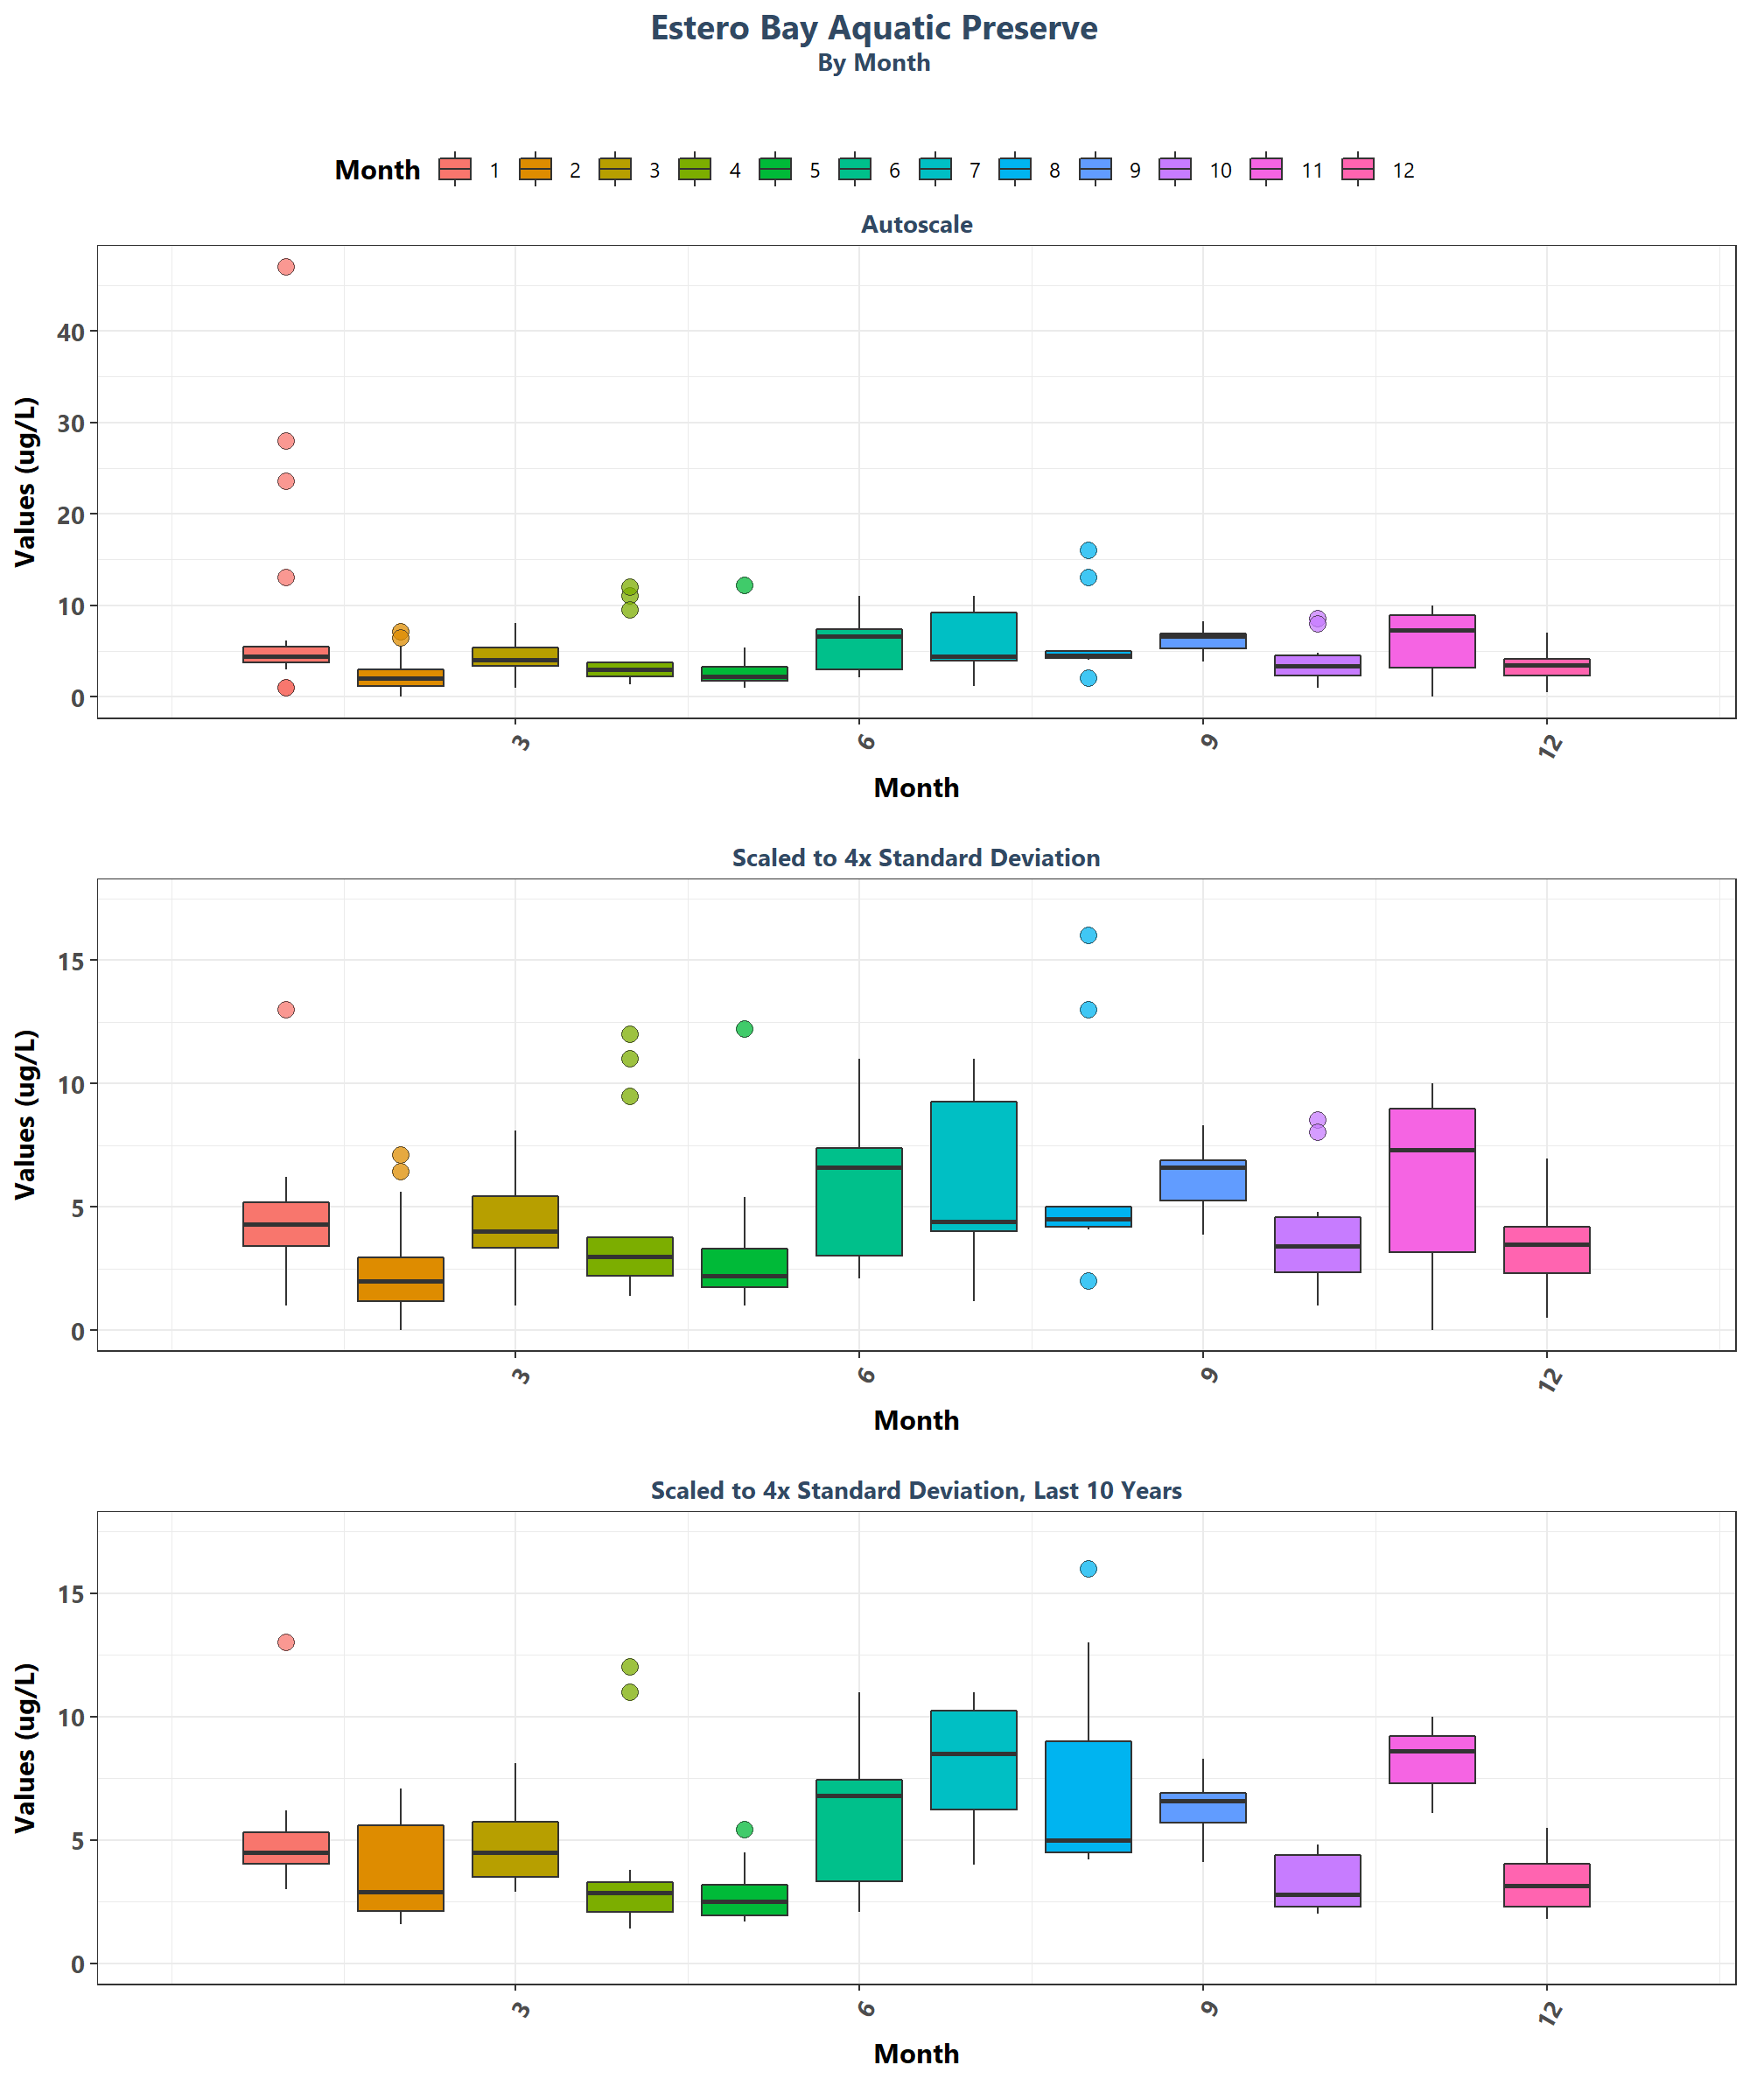 Estero Bay Aquatic Preserve
By Month
Month 1 2 3 4 5 6 7 8 9 10 11 12
Autoscale
Values (ug/L)
40
30
20
10
0
3 6 9 12
Month
Scaled to 4x Standard Deviation
Values (ug/L)
15
10
5
0
3 6 9 12
Month
Scaled to 4x Standard Deviation, Last 10 Years
Values (ug/L)
15
10
5
0
3 6 9 12
Month